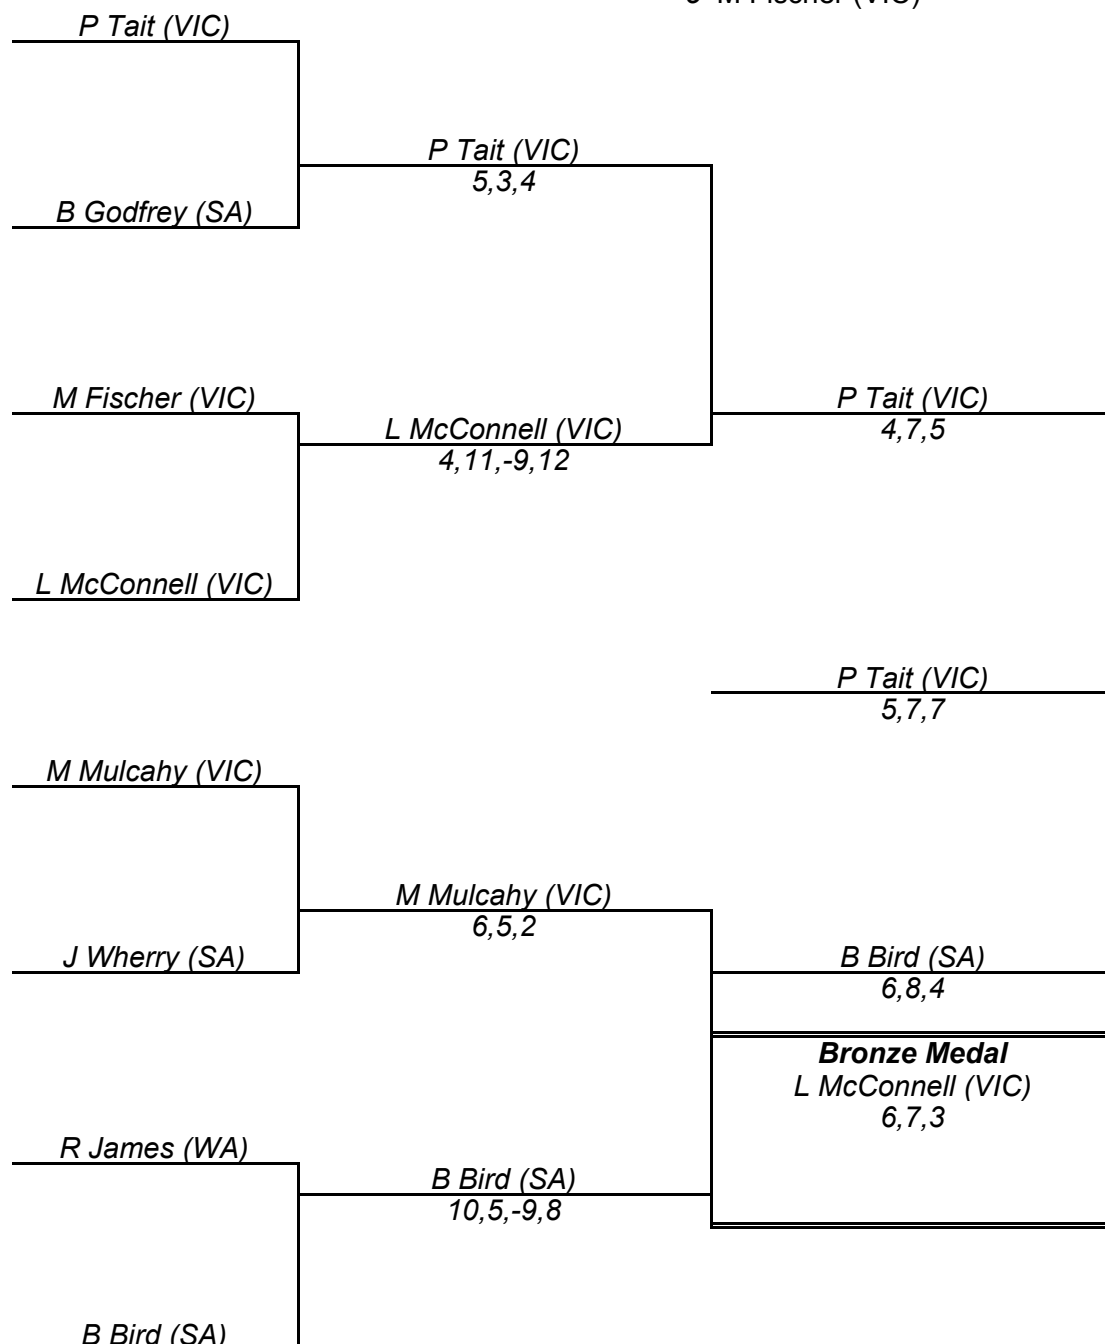 M Fischer (VIC)
P Tait (VIC)
P Tait (VIC)
5,3,4
B Godfrey (SA)
M Fischer (VIC)
P Tait (VIC)
4,7,5
L McConnell (VIC)
4,11,-9,12
L McConnell (VIC)
P Tait (VIC)
5,7,7
M Mulcahy (VIC)
M Mulcahy (VIC)
6,5,2
J Wherry (SA)
B Bird (SA)
6,8,4
Bronze Medal
L McConnell (VIC)
6,7,3
R James (WA)
B Bird (SA)
10,5,-9,8
B Bird (SA)